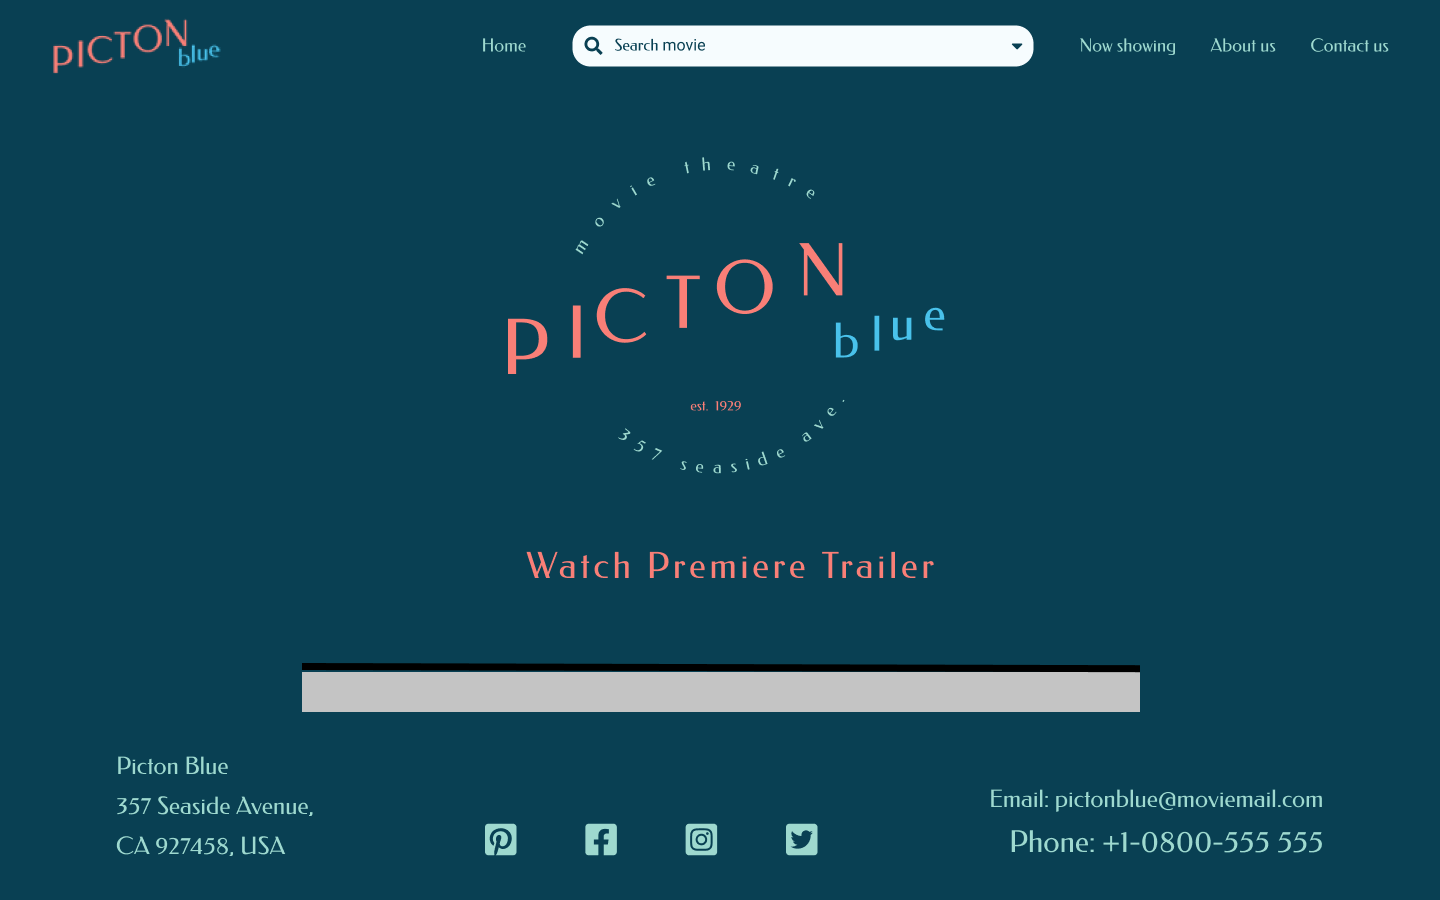 PICTON
blue
Home
Search movie
Now showing
About us
Contact us
movie theatre
PICTON
blue
est. 1929
357 seaside ave.
Watch Premiere Trailer
Picton Blue
357 Seaside Avenue,
CA 927458, USA
Email: pictonblue@moviemail.com
Phone: +1-0800-555 555